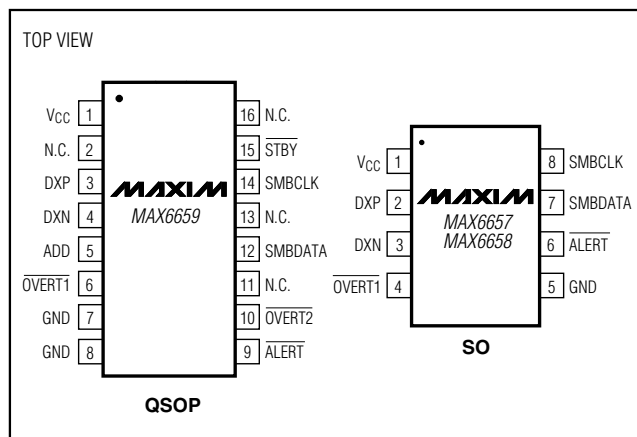 TOP VIEW
VCC 1
N.C. 2
DXP 3
DXN 4
ADD 5
OVERT1 6
GND 7
GND 8
MAXIM
MAX6659
16 N.C.
15 STBY
14 SMBCLK
13 N.C.
12 SMBDATA
11 N.C.
10 OVERT2
9 ALERT
QSOP
VCC 1
DXP 2
DXN 3
OVERT1 4
MAXIM
MAX6657
MAX6658
8 SMBCLK
7 SMBDATA
6 ALERT
5 GND
SO